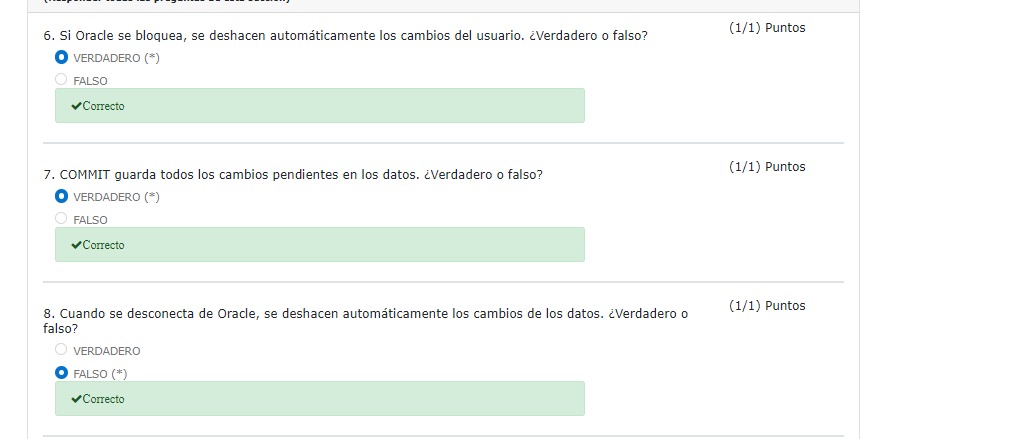 6. Si Oracle se bloquea, se deshacen automáticamente los cambios del usuario. ¿Verdadero o falso?
(1/1) Puntos
VERDADERO (*)
FALSO
✔Correcto
7. COMMIT guarda todos los cambios pendientes en los datos. ¿Verdadero o falso?
(1/1) Puntos
VERDADERO (*)
FALSO
✔Correcto
8. Cuando se desconecta de Oracle, se deshacen automáticamente los cambios de los datos. ¿Verdadero o
falso?
(1/1) Puntos
VERDADERO
FALSO (*)
✔Correcto